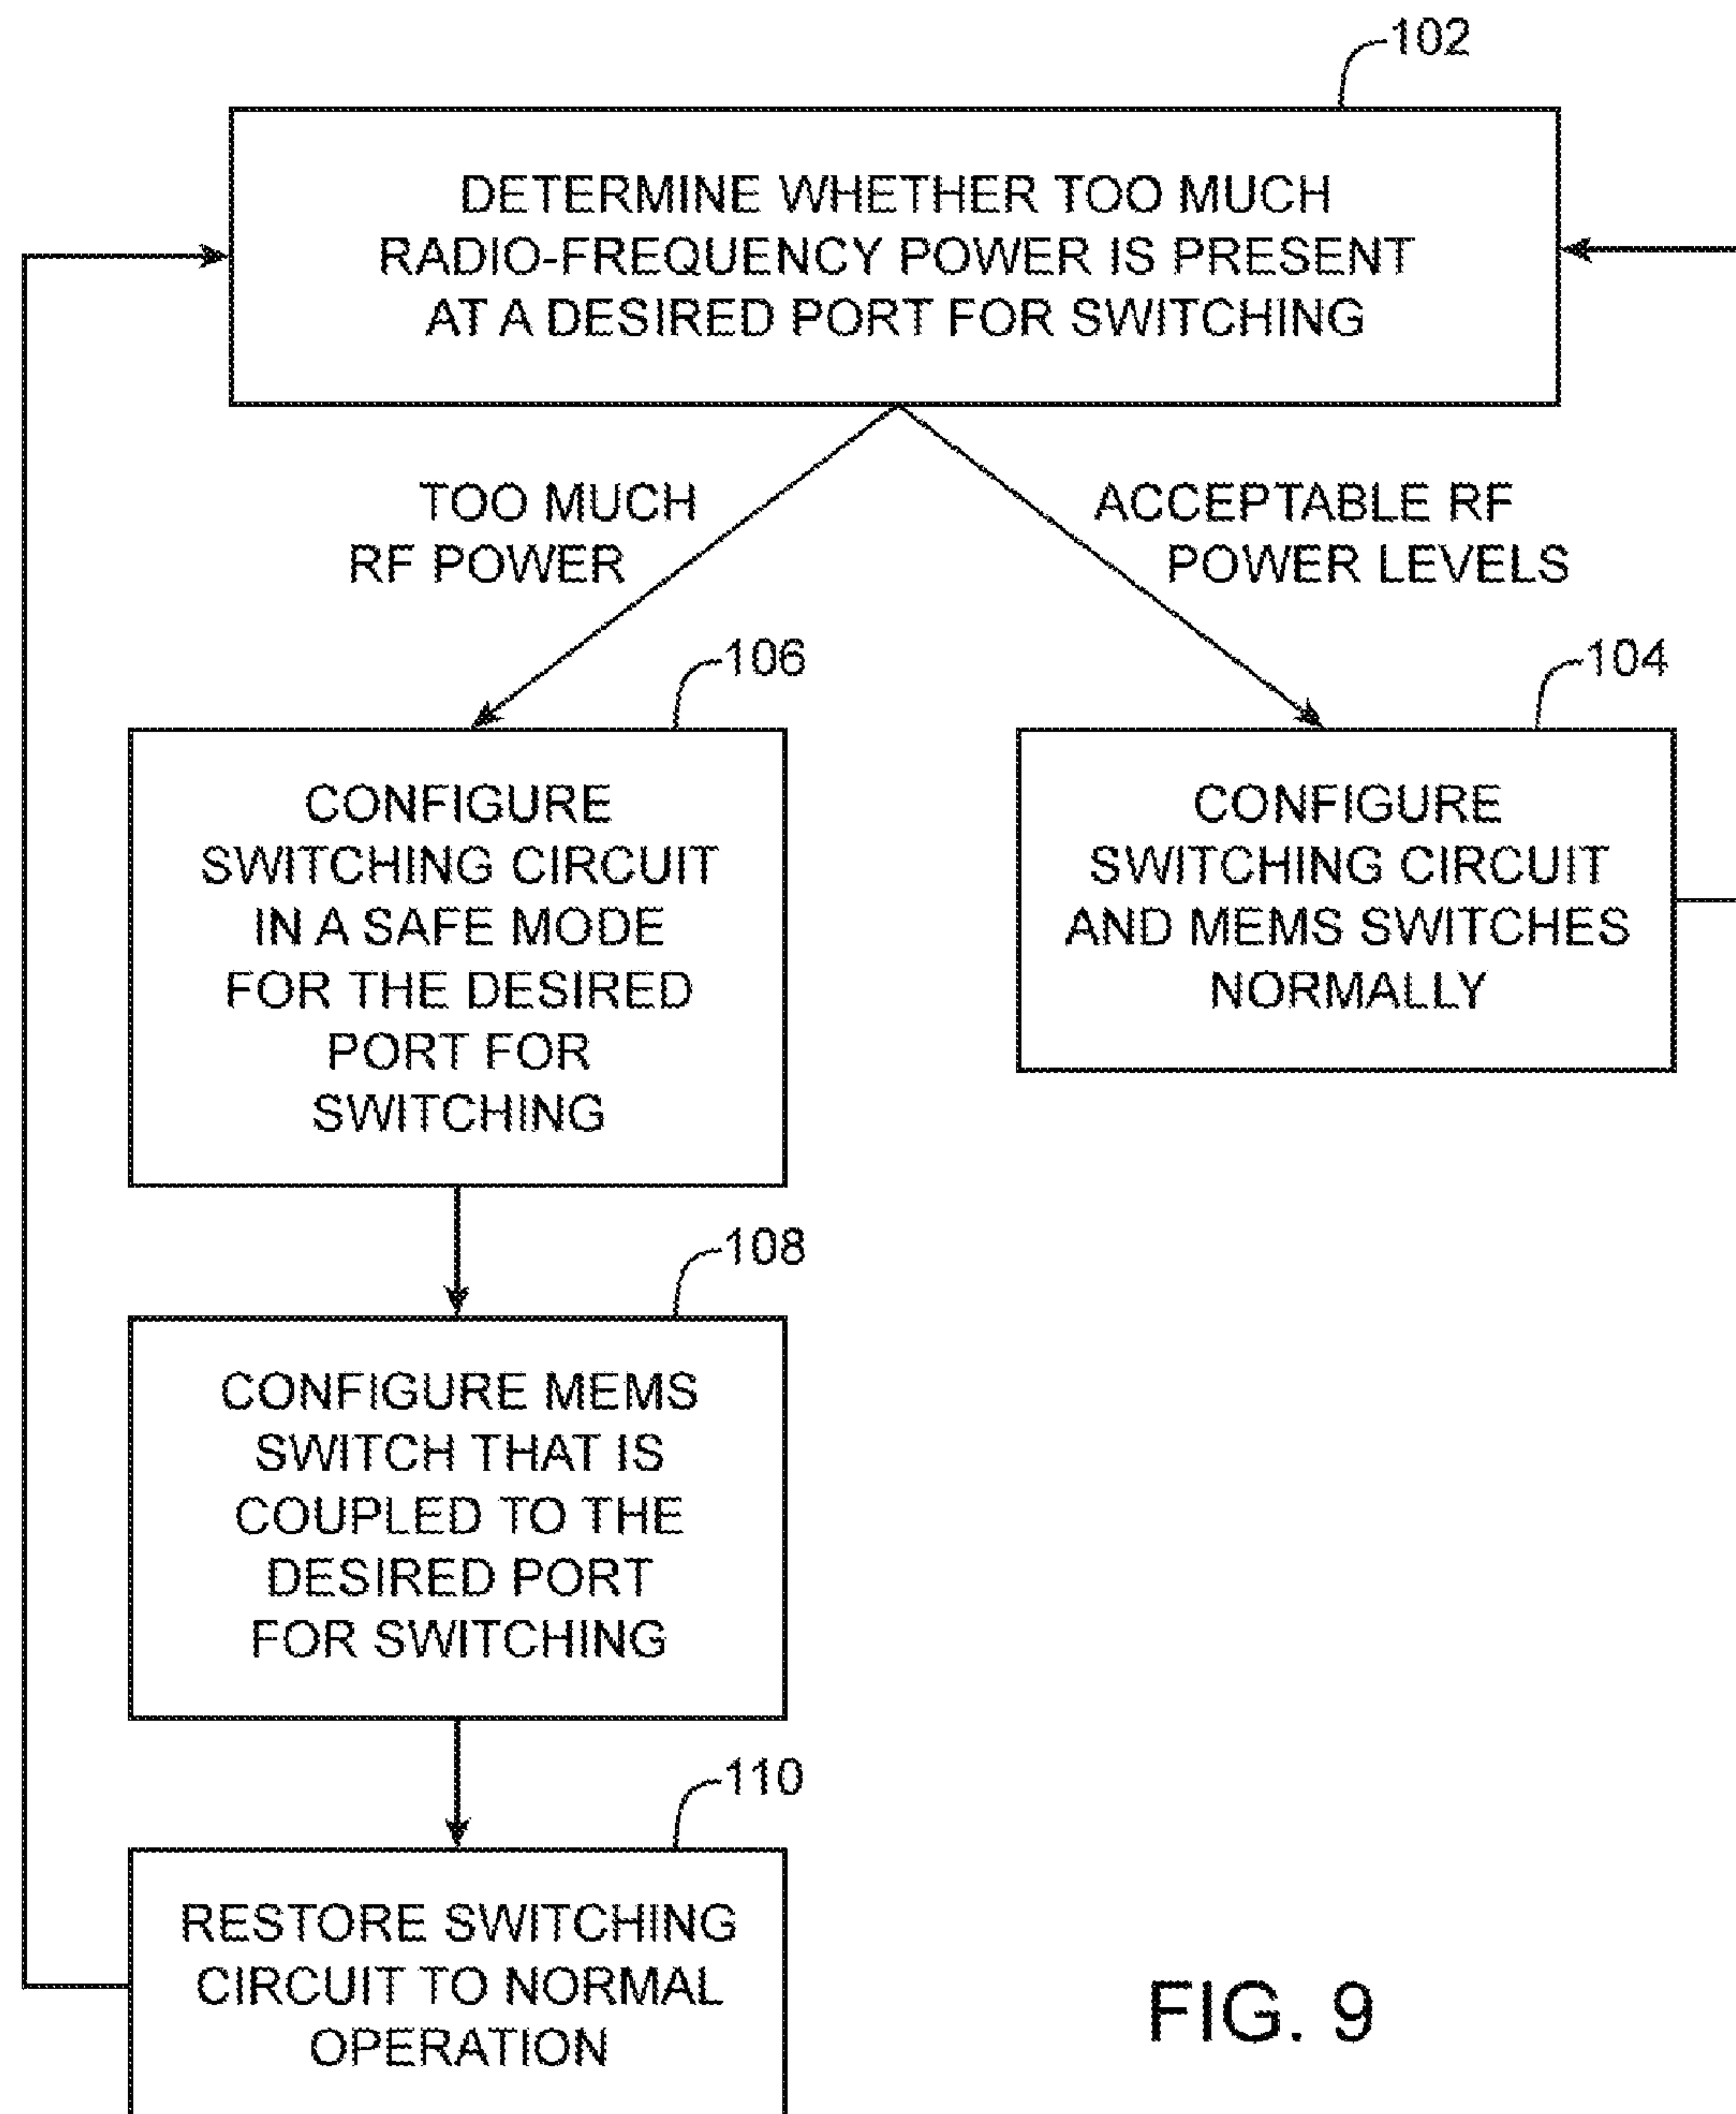 102
DETERMINE WHETHER TOO MUCH
RADIO-FREQUENCY POWER IS PRESENT
AT A DESIRED PORT FOR SWITCHING
TOO MUCH
RF POWER
ACCEPTABLE RF
POWER LEVELS
106
CONFIGURE
SWITCHING CIRCUIT
IN A SAFE MODE
FOR THE DESIRED
PORT FOR
SWITCHING
104
CONFIGURE
SWITCHING CIRCUIT
AND MEMS SWITCHES
NORMALLY
108
CONFIGURE MEMS
SWITCH THAT IS
COUPLED TO THE
DESIRED PORT
FOR SWITCHING
110
RESTORE SWITCHING
CIRCUIT TO NORMAL
OPERATION
FIG. 9